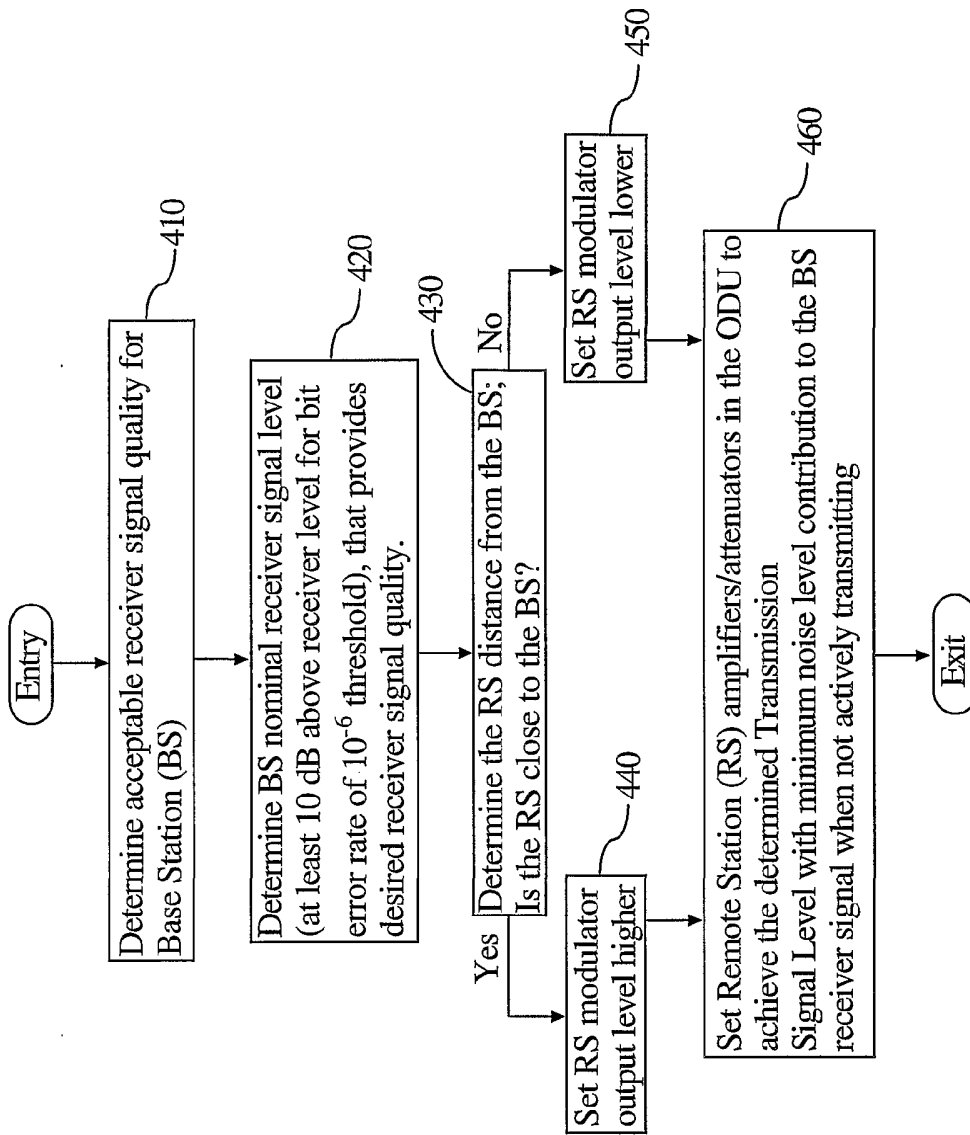 Entry
Determine acceptable receiver signal quality for
Base Station (BS)
410
Determine BS nominal receiver signal level
(at least 10 dB above receiver level for bit
error rate of 10⁻⁶ threshold), that provides
desired receiver signal quality.
420
Determine the RS distance from the BS;
Is the RS close to the BS?
430
Yes
No
Set RS modulator
output level higher
440
Set RS modulator
output level lower
450
Set Remote Station (RS) amplifiers/attenuators in the ODU to
achieve the determined Transmission
Signal Level with minimum noise level contribution to the BS
receiver signal when not actively transmitting
460
Exit